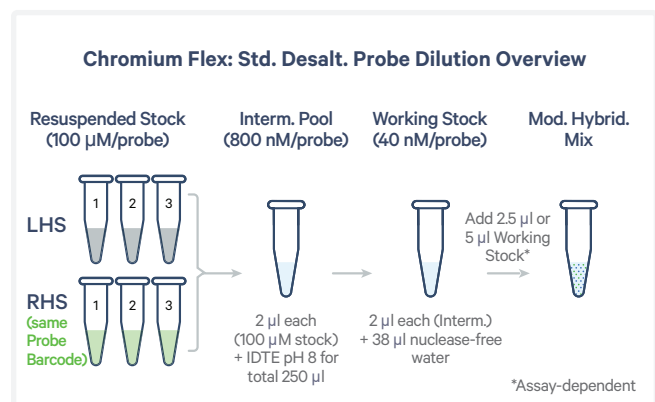 Chromium Flex: Std. Desalt. Probe Dilution Overview
Resuspended Stock
(100 µM/probe)
Interm. Pool
(800 nM/probe)
Working Stock
(40 nM/probe)
Mod. Hybrid.
Mix
LHS
1 2 3
RHS
(same
Probe
Barcode)
1 2 3
2 µl each
(100 µM stock)
+ IDTE pH 8 for
total 250 µl
2 µl each (Interm.)
+ 38 µl nuclease-free
water
Add 2.5 µl or
5 µl Working
Stock*
*Assay-dependent